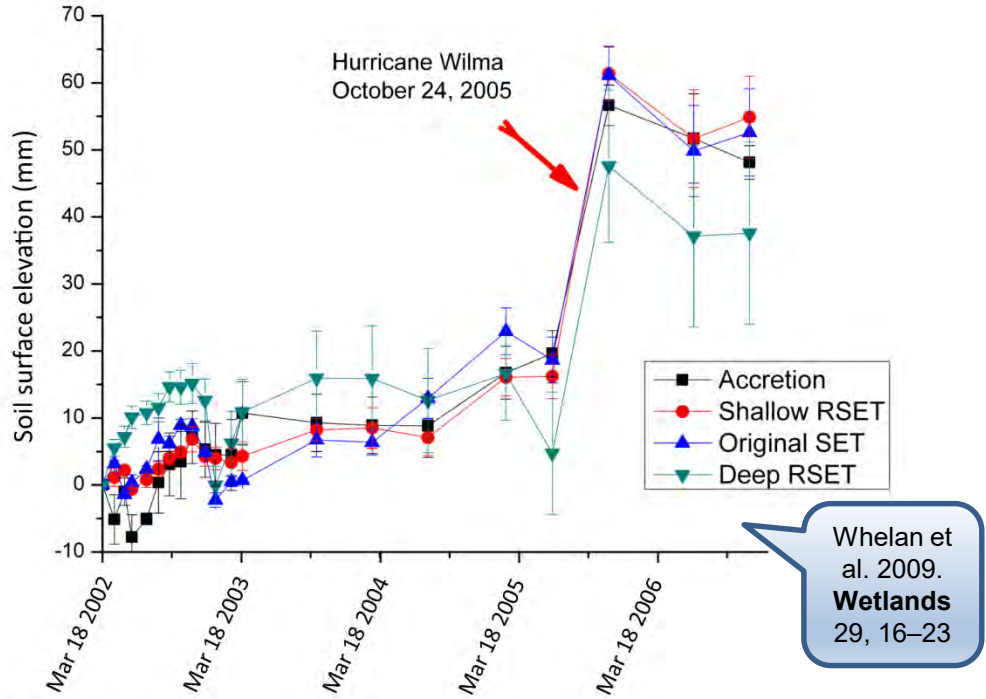 Soil surface elevation (mm)
70
60
50
40
30
20
10
0
-10
Hurricane Wilma
October 24, 2005
Accretion
Shallow RSET
Original SET
Deep RSET
Mar 18 2002
Mar 18 2003
Mar 18 2004
Mar 18 2005
Mar 18 2006
Whelan et
al. 2009.
Wetlands
29, 16–23